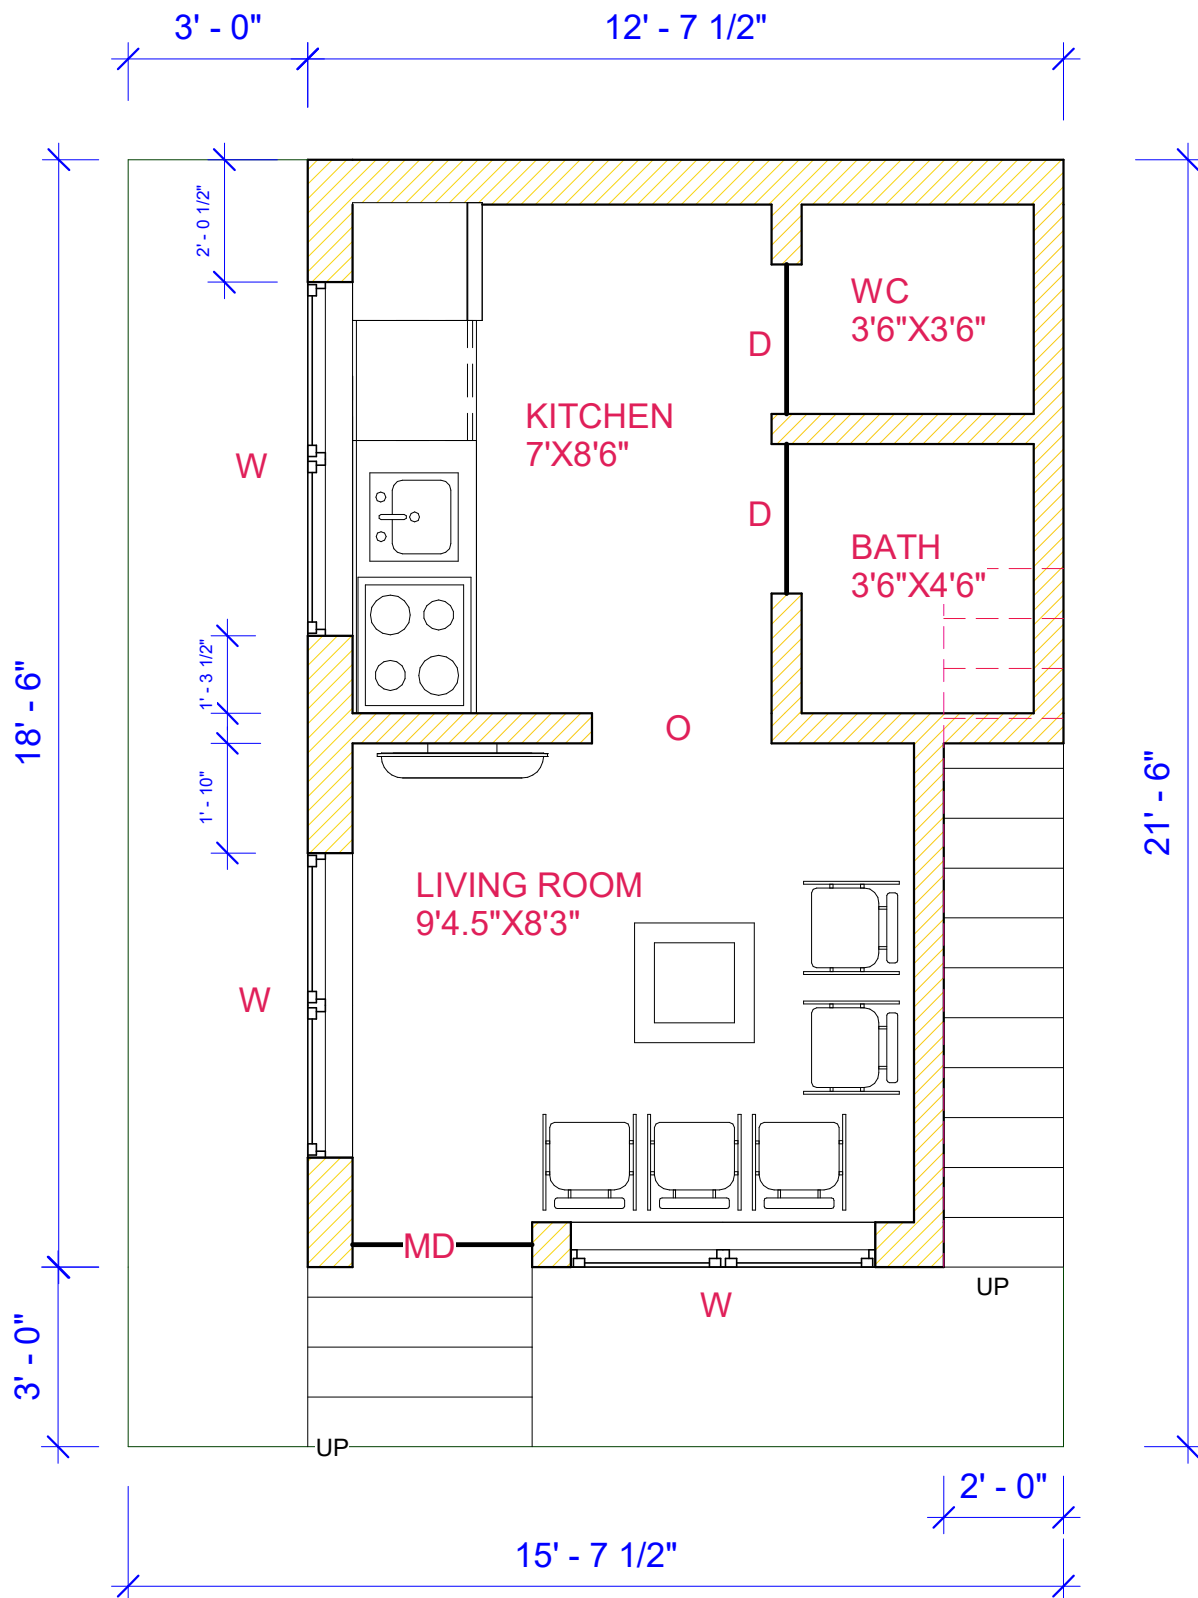 3' - 0"
12' - 7 1/2"
2' - 0 1/2"
WC
3'6"X3'6"
D
KITCHEN
7'X8'6"
W
D
BATH
3'6"X4'6"
1' - 3 1/2"
18' - 6"
O
1' - 10"
21' - 6"
LIVING ROOM
9'4.5"X8'3"
W
MD
UP
W
3' - 0"
UP
2' - 0"
15' - 7 1/2"